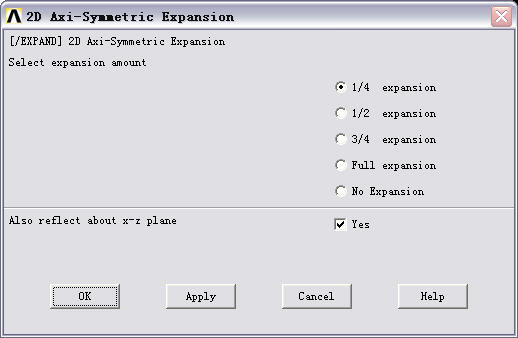 2D Axi-Symmetric Expansion
[/EXPAND] 2D Axi-Symmetric Expansion
Select expansion amount
1/4 expansion
1/2 expansion
3/4 expansion
Full expansion
No Expansion
Also reflect about x-z plane Yes
OK Apply Cancel Help